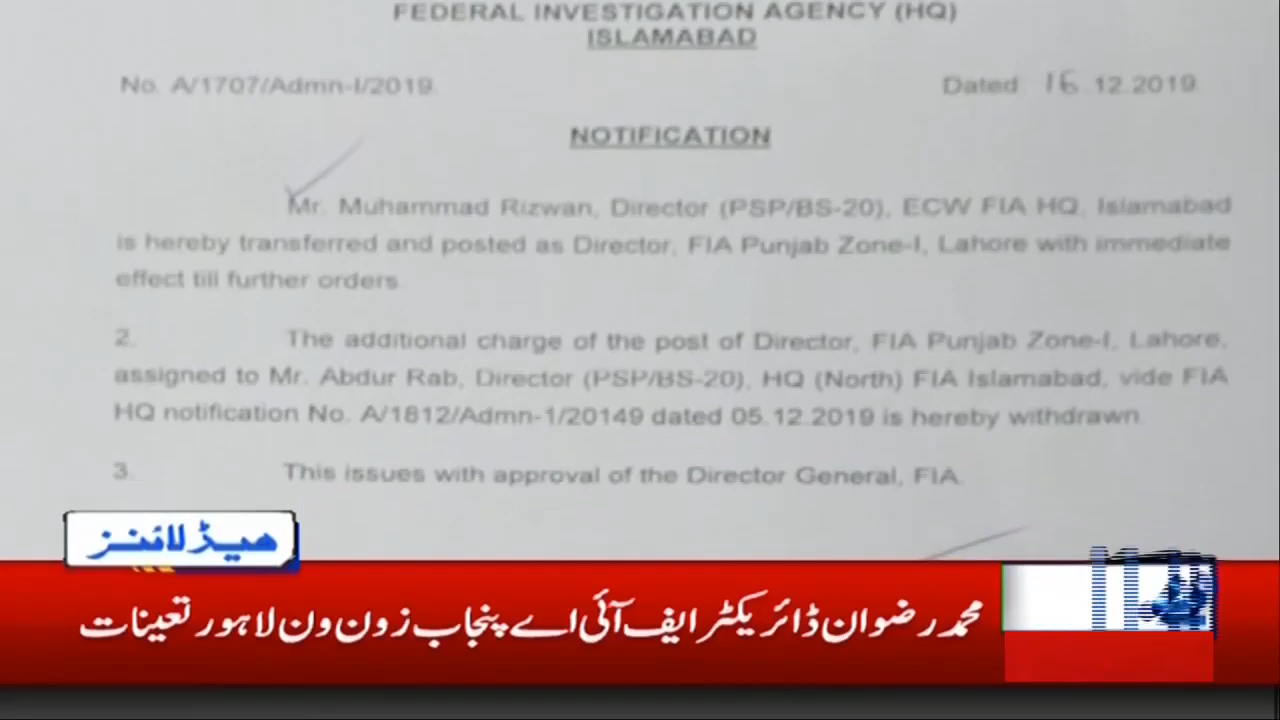 FEDERAL INVESTIGATION AGENCY (HQ)
ISLAMABAD
No. A/1707/Admn-I/2019. Dated 16.12.2019.
NOTIFICATION
Mr. Muhammad Rizwan, Director (PSP/BS-20), ECW FIA HQ, Islamabad
is hereby transferred and posted as Director, FIA Punjab Zone-I, Lahore with immediate
effect till further orders.
2. The additional charge of the post of Director, FIA Punjab Zone-I, Lahore,
assigned to Mr. Abdur Rab, Director (PSP/BS-20), HQ (North) FIA Islamabad, vide FIA
HQ notification No. A/1812/Admn-1/20149 dated 05.12.2019 is hereby withdrawn.
3. This issues with approval of the Director General, FIA.
ھیڈلائنز
محمد رضوان ڈائریکٹر ایف آئی اے پنجاب زون ون لاہور تعینات